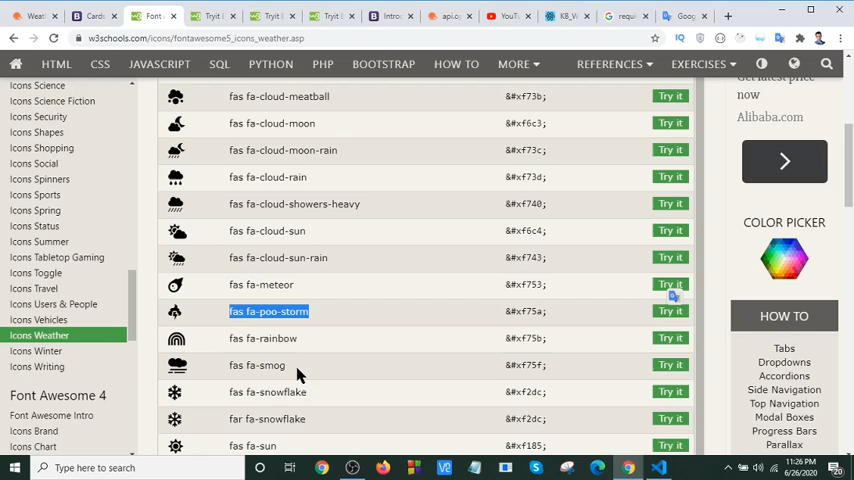 Weath
Cards
Font A
Tryit E
Tryit E
Tryit E
Introd
api.op
YouTu
KB_W
requir
Goog
w3schools.com/icons/fontawesome5_icons_weather.asp
HTML CSS JAVASCRIPT SQL PYTHON PHP BOOTSTRAP HOW TO MORE REFERENCES EXERCISES
Icons Science
Icons Science Fiction
Icons Security
Icons Shapes
Icons Shopping
Icons Social
Icons Spinners
Icons Sports
Icons Spring
Icons Status
Icons Summer
Icons Tabletop Gaming
Icons Toggle
Icons Travel
Icons Users & People
Icons Vehicles
Icons Weather
Icons Winter
Icons Writing
Font Awesome 4
Font Awesome Intro
Icons Brand
Icons Chart
fas fa-cloud-meatball &#xf73b; Try it
fas fa-cloud-moon &#xf6c3; Try it
fas fa-cloud-moon-rain &#xf73c; Try it
fas fa-cloud-rain &#xf73d; Try it
fas fa-cloud-showers-heavy &#xf740; Try it
fas fa-cloud-sun &#xf6c4; Try it
fas fa-cloud-sun-rain &#xf743; Try it
fas fa-meteor &#xf753; Try it
fas fa-poo-storm &#xf75a; Try it
fas fa-rainbow &#xf75b; Try it
fas fa-smog &#xf75f; Try it
fas fa-snowflake &#xf2dc; Try it
far fa-snowflake &#xf2dc; Try it
fas fa-sun &#xf185; Try it
Get latest price
now
Alibaba.com
COLOR PICKER
HOW TO
Tabs
Dropdowns
Accordions
Side Navigation
Top Navigation
Modal Boxes
Progress Bars
Parallax
Type here to search
11:26 PM
6/26/2020
20